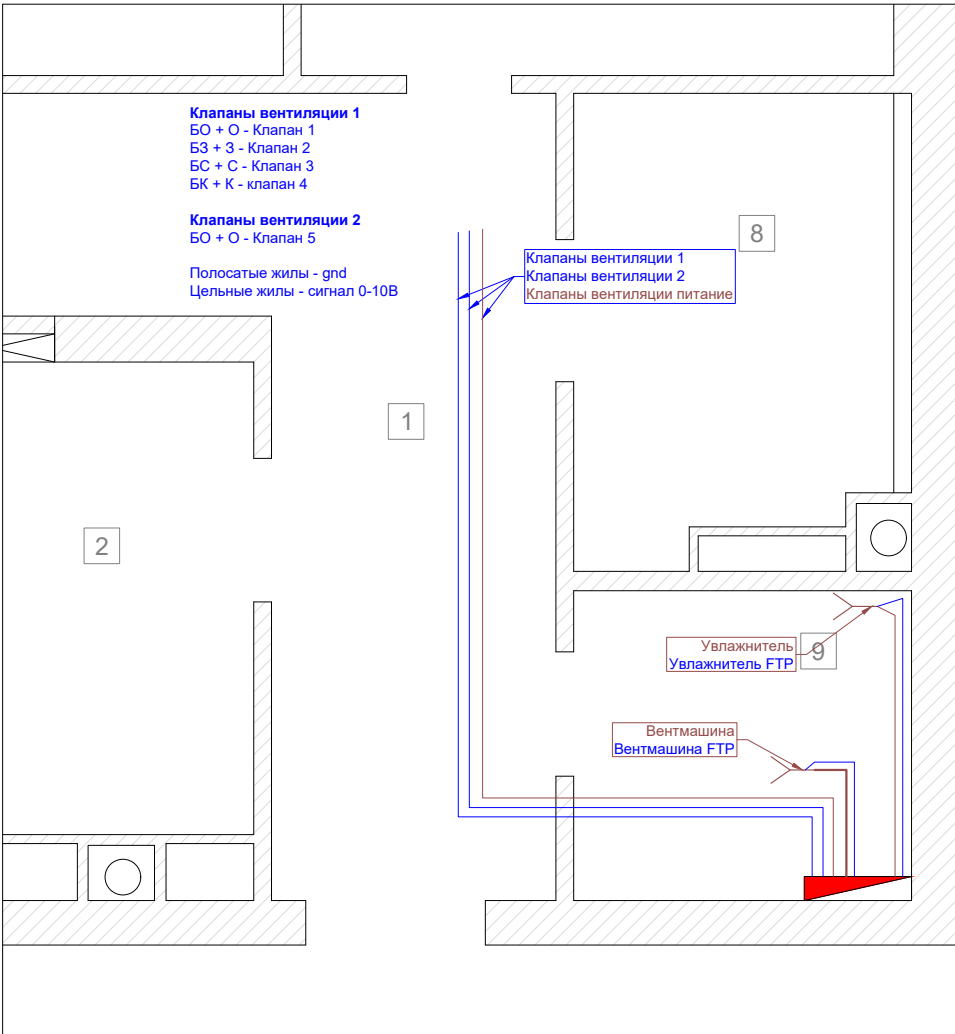 Клапаны вентиляции 1
БО + О - Клапан 1
БЗ + З - Клапан 2
БС + С - Клапан 3
БК + К - клапан 4
Клапаны вентиляции 2
БО + О - Клапан 5
Полосатые жилы - gnd
Цельные жилы - сигнал 0-10В
8
Клапаны вентиляции 1
Клапаны вентиляции 2
Клапаны вентиляции питание
1
2
Увлажнитель
Увлажнитель FTP
9
Вентмашина
Вентмашина FTP